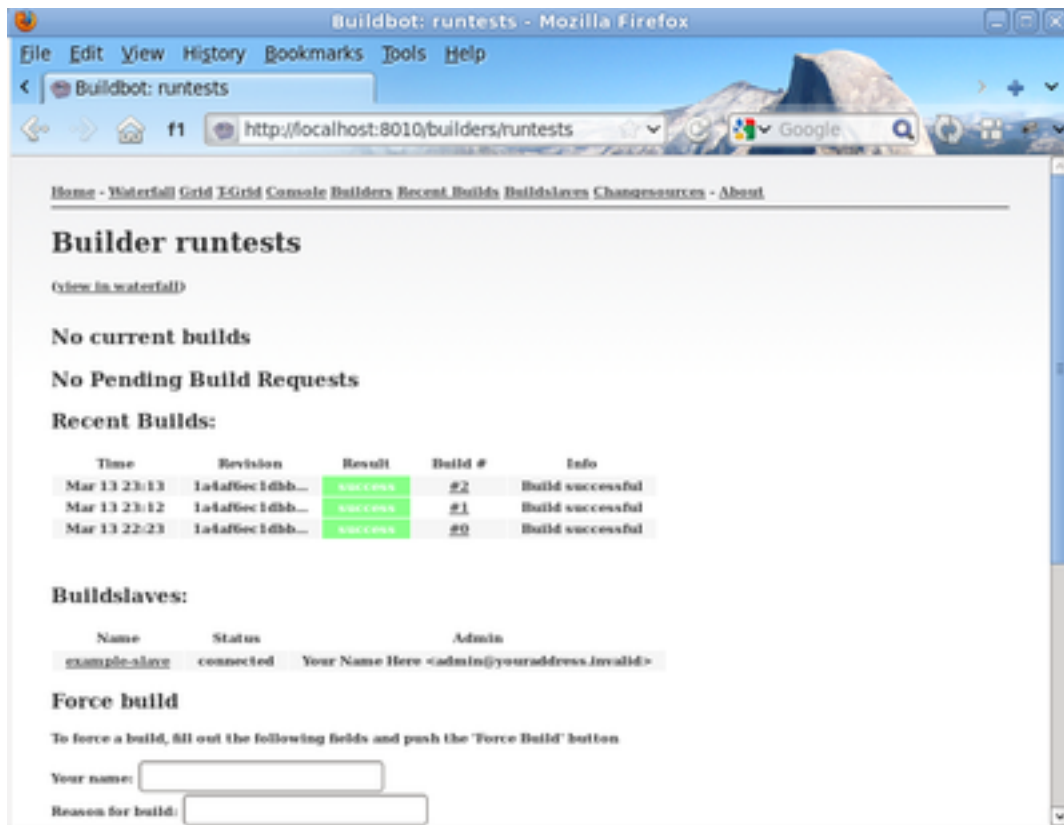 Buildbot: runtests - Mozilla Firefox
File Edit View History Bookmarks Tools Help
Buildbot: runtests
f1 http://localhost:8010/builders/runtests Google
Home - Waterfall Grid T-Grid Console Builders Recent Builds Buildslaves Changesources - About
Builder runtests
(view in waterfall)
No current builds
No Pending Build Requests
Recent Builds:
Time Revision Result Build # Info
Mar 13 23:13 1a4af6ec1dbb... success #2 Build successful
Mar 13 23:12 1a4af6ec1dbb... success #1 Build successful
Mar 13 22:23 1a4af6ec1dbb... success #0 Build successful
Buildslaves:
Name Status Admin
example-slave connected Your Name Here <admin@youraddress.invalid>
Force build
To force a build, fill out the following fields and push the 'Force Build' button
Your name:
Reason for build: